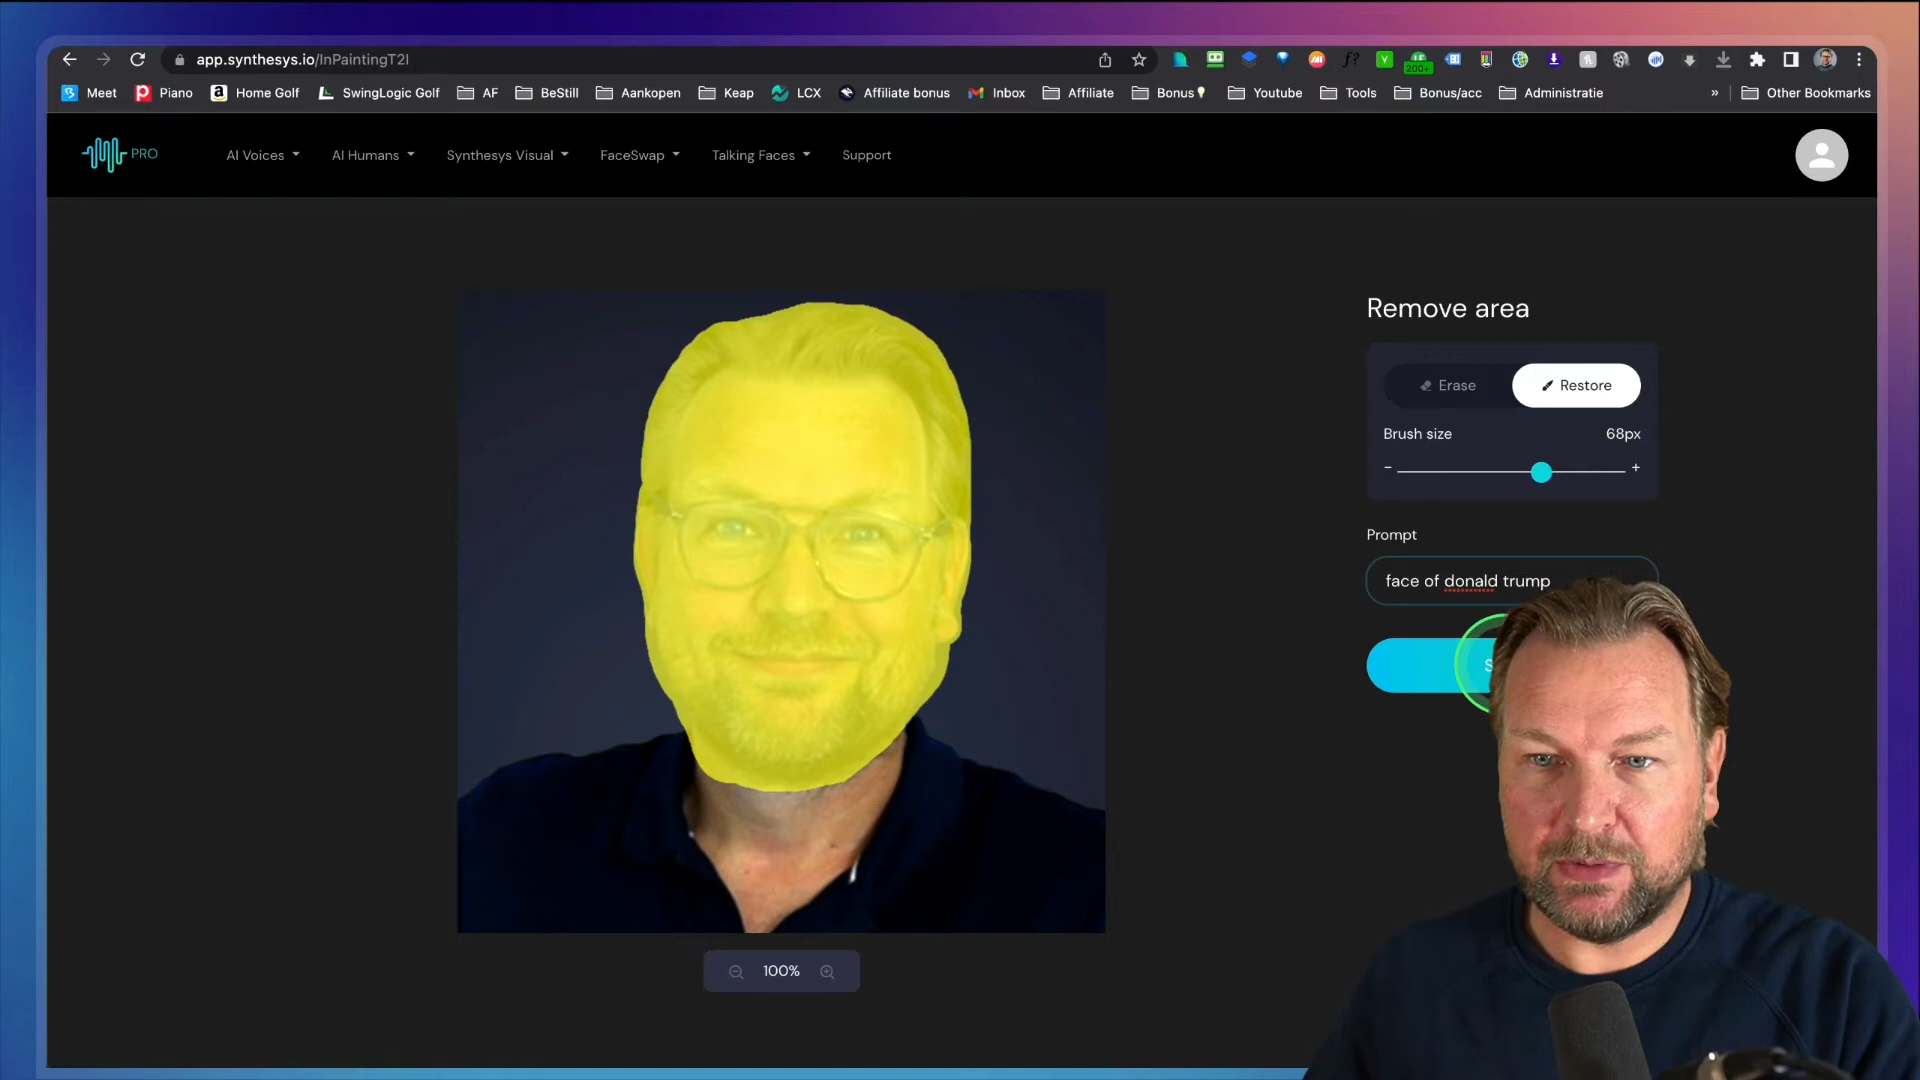 app.synthesys.io/InPaintingT2I
200+
Meet Piano Home Golf SwingLogic Golf AF BeStill Aankopen Keap LCX Affiliate bonus Inbox Affiliate Bonus Youtube Tools Bonus/acc Administratie » Other Bookmarks
PRO AI Voices AI Humans Synthesys Visual FaceSwap Talking Faces Support
Remove area
Erase Restore
Brush size 68px
- +
Prompt
face of donald trump
100%